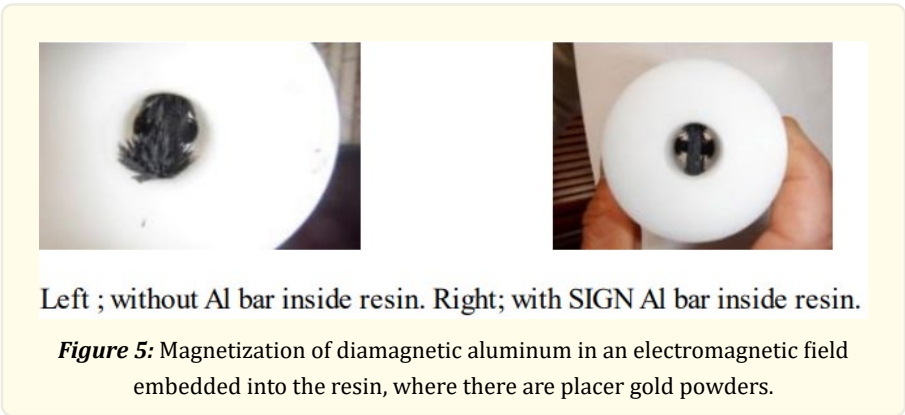 Left ; without Al bar inside resin. Right; with SIGN Al bar inside resin.
Figure 5: Magnetization of diamagnetic aluminum in an electromagnetic field
embedded into the resin, where there are placer gold powders.